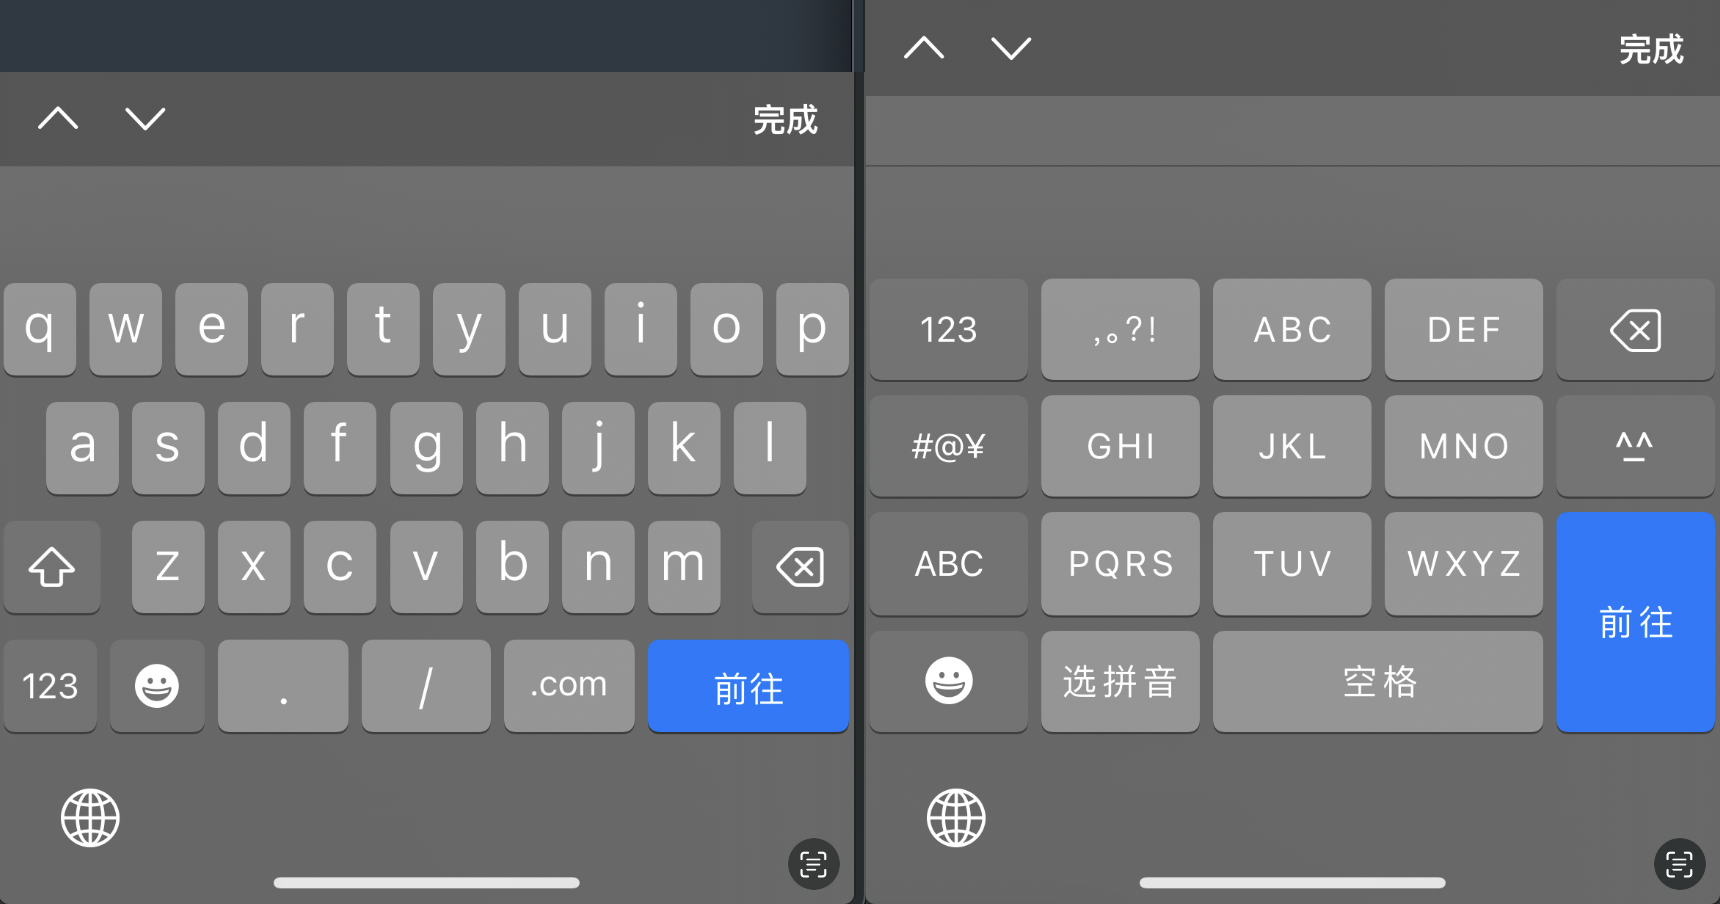 完成
q w e r t y u i o p
a s d f g h j k l
z x c v b n m
123 . / .com 前往
完成
123 ,。?! ABC DEF
#@¥ GHI JKL MNO ^^
ABC PQRS TUV WXYZ
前往
选拼音 空格